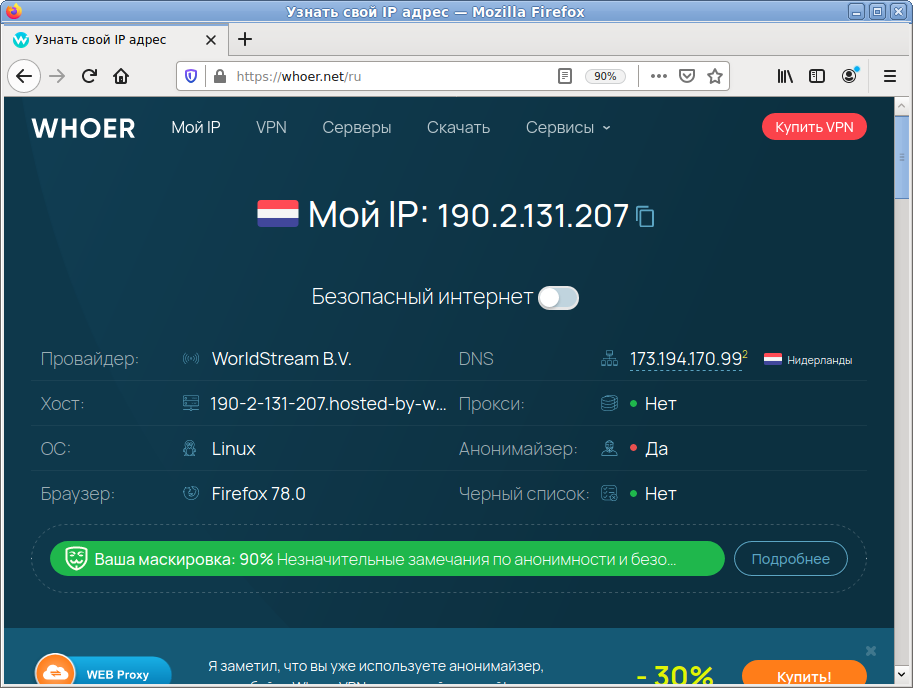 Узнать свой IP адрес — Mozilla Firefox
Узнать свой IP адрес
https://whoer.net/ru
90%
WHOER
Мой IP
VPN
Серверы
Скачать
Сервисы
Купить VPN
Мой IP: 190.2.131.207
Безопасный интернет
Провайдер: WorldStream B.V.
DNS 173.194.170.99 2 Нидерланды
Хост: 190-2-131-207.hosted-by-w...
Прокси: Нет
ОС: Linux
Анонимайзер: Да
Браузер: Firefox 78.0
Черный список: Нет
Ваша маскировка: 90% Незначительные замечания по анонимности и безо...
Подробнее
WEB Proxy
Я заметил, что вы уже используете анонимайзер,
- 30%
Купить!